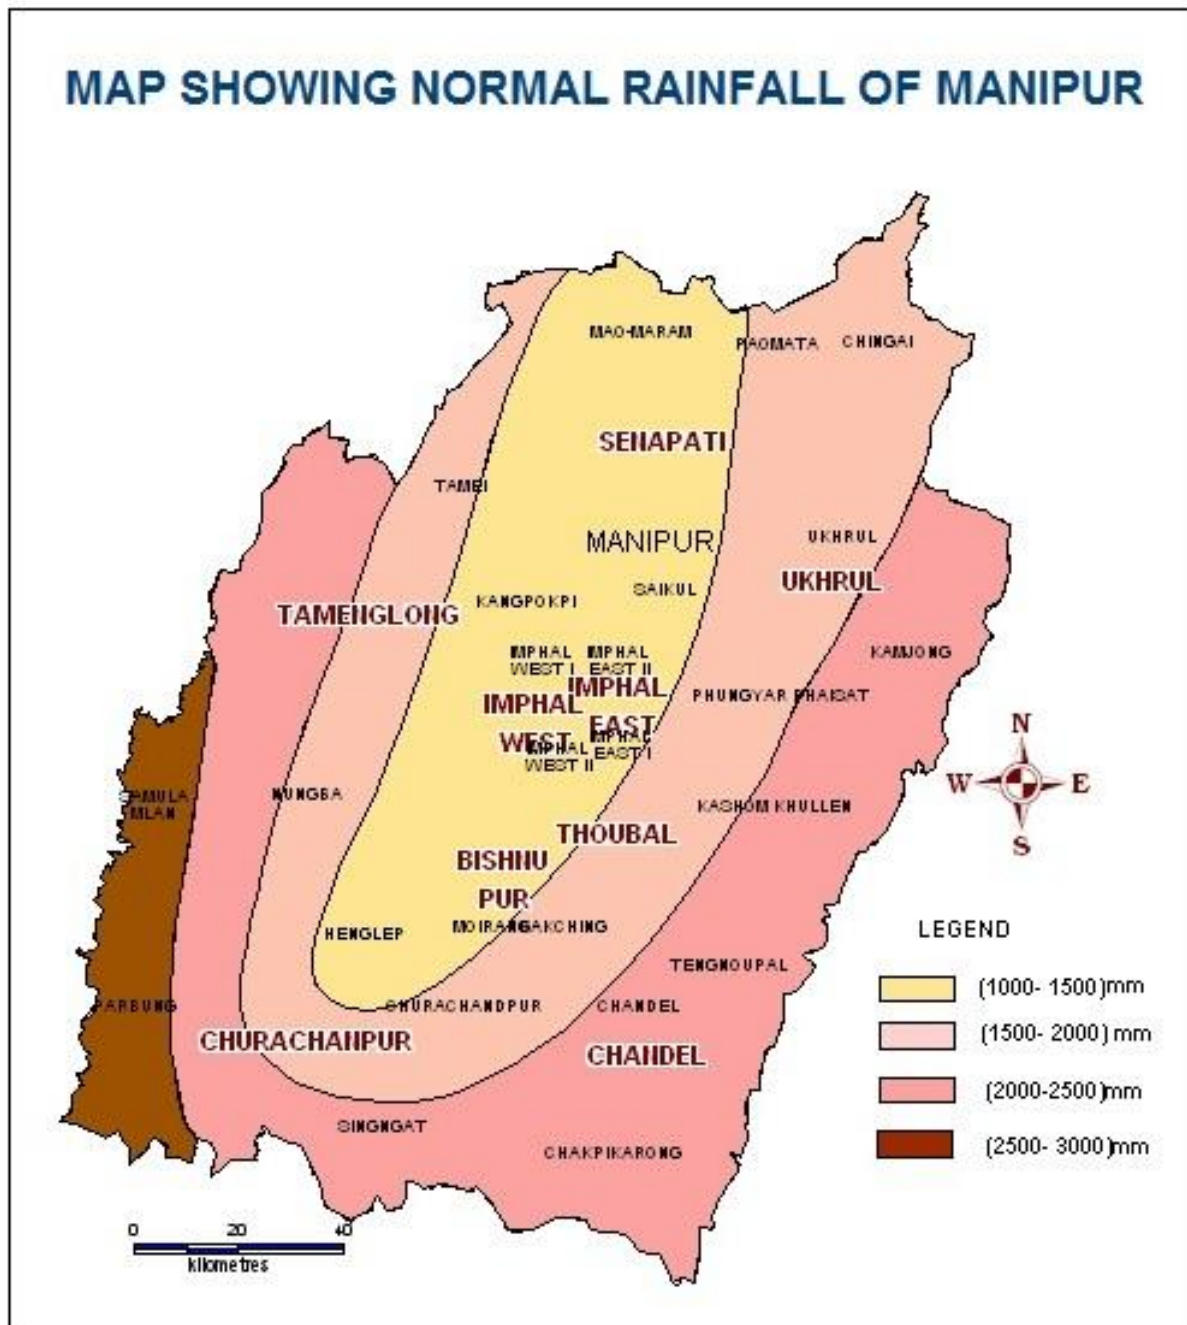 MAP SHOWING NORMAL RAINFALL OF MANIPUR
MAO-MARAM
PAOMATA
CHINGAI
SENAPATI
TAMEI
MANIPUR
UKHRUL
UKHRUL
SAIKUL
KANGPOKPI
TAMENGLONG
IMPHAL
WEST I
IMPHAL
EAST II
KAMJONG
IMPHAL
WEST
IMPHAL
EAST
PHUNGYAR PHAISAT
IMPHAL
WEST II
IMPHAL
EAST I
N
W
E
S
AMULA
MLAN
NUNGBA
KASHOM KHULLEN
THOUBAL
BISHNU
PUR
HENGLEP
MOIRANG
KAKCHING
TENGNOUPAL
PARBUNG
CHURACHANDPUR
CHANDEL
CHURACHANPUR
CHANDEL
SINGNGAT
CHAKPIKARONG
LEGEND
(1000- 1500)mm
(1500- 2000) mm
(2000-2500)mm
(2500- 3000)mm
0 20 40
kilometres